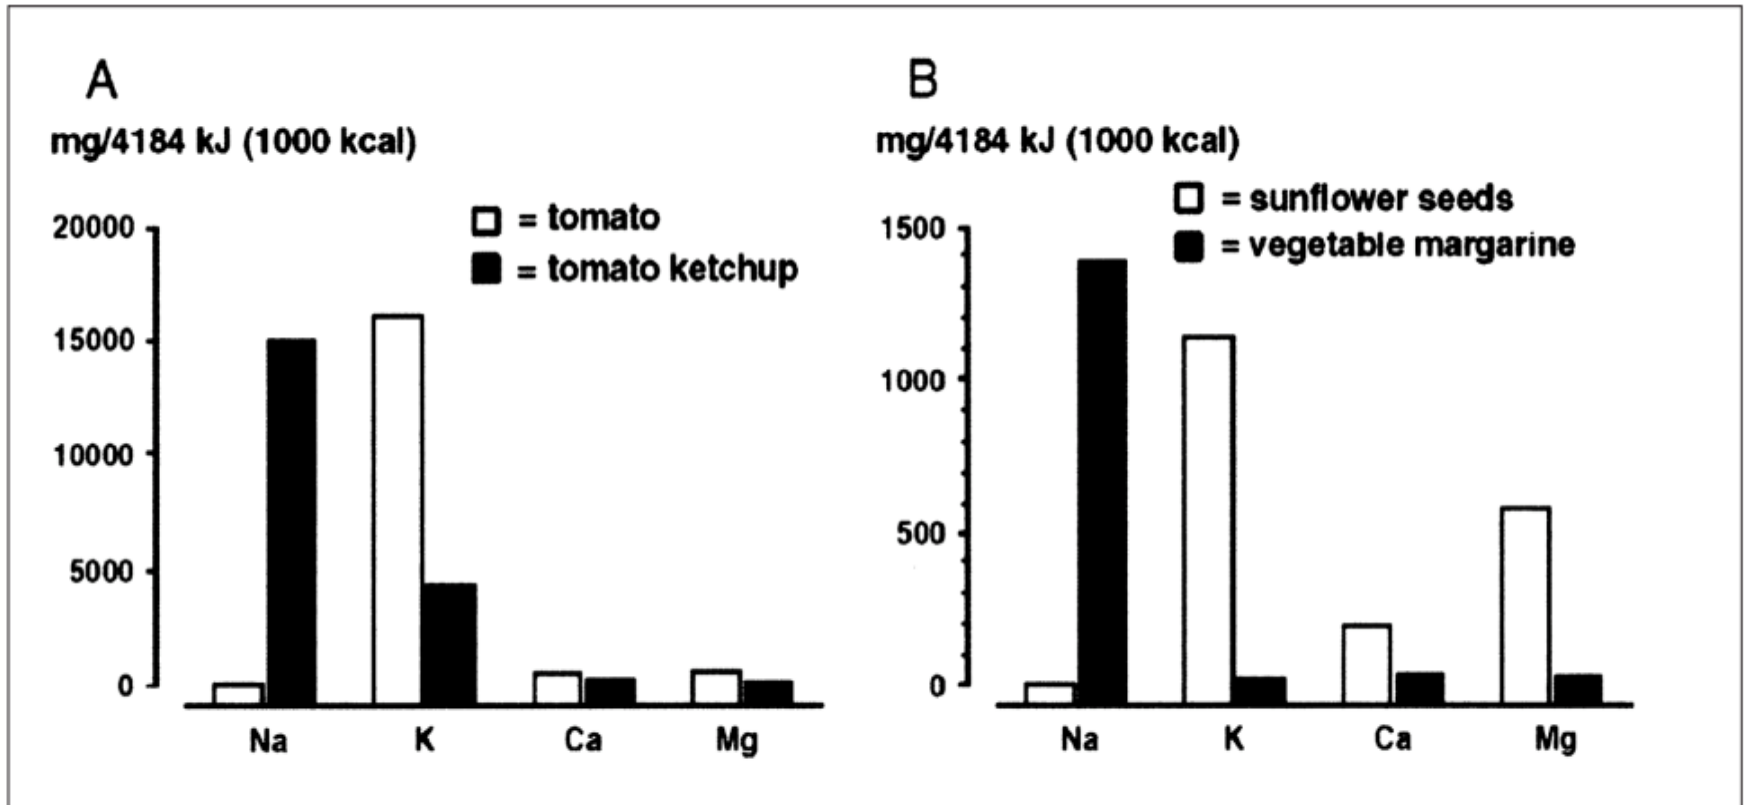 A
mg/4184 kJ (1000 kcal)
= tomato
= tomato ketchup
20000
15000
10000
5000
0
Na K Ca Mg
B
mg/4184 kJ (1000 kcal)
= sunflower seeds
= vegetable margarine
1500
1000
500
0
Na K Ca Mg